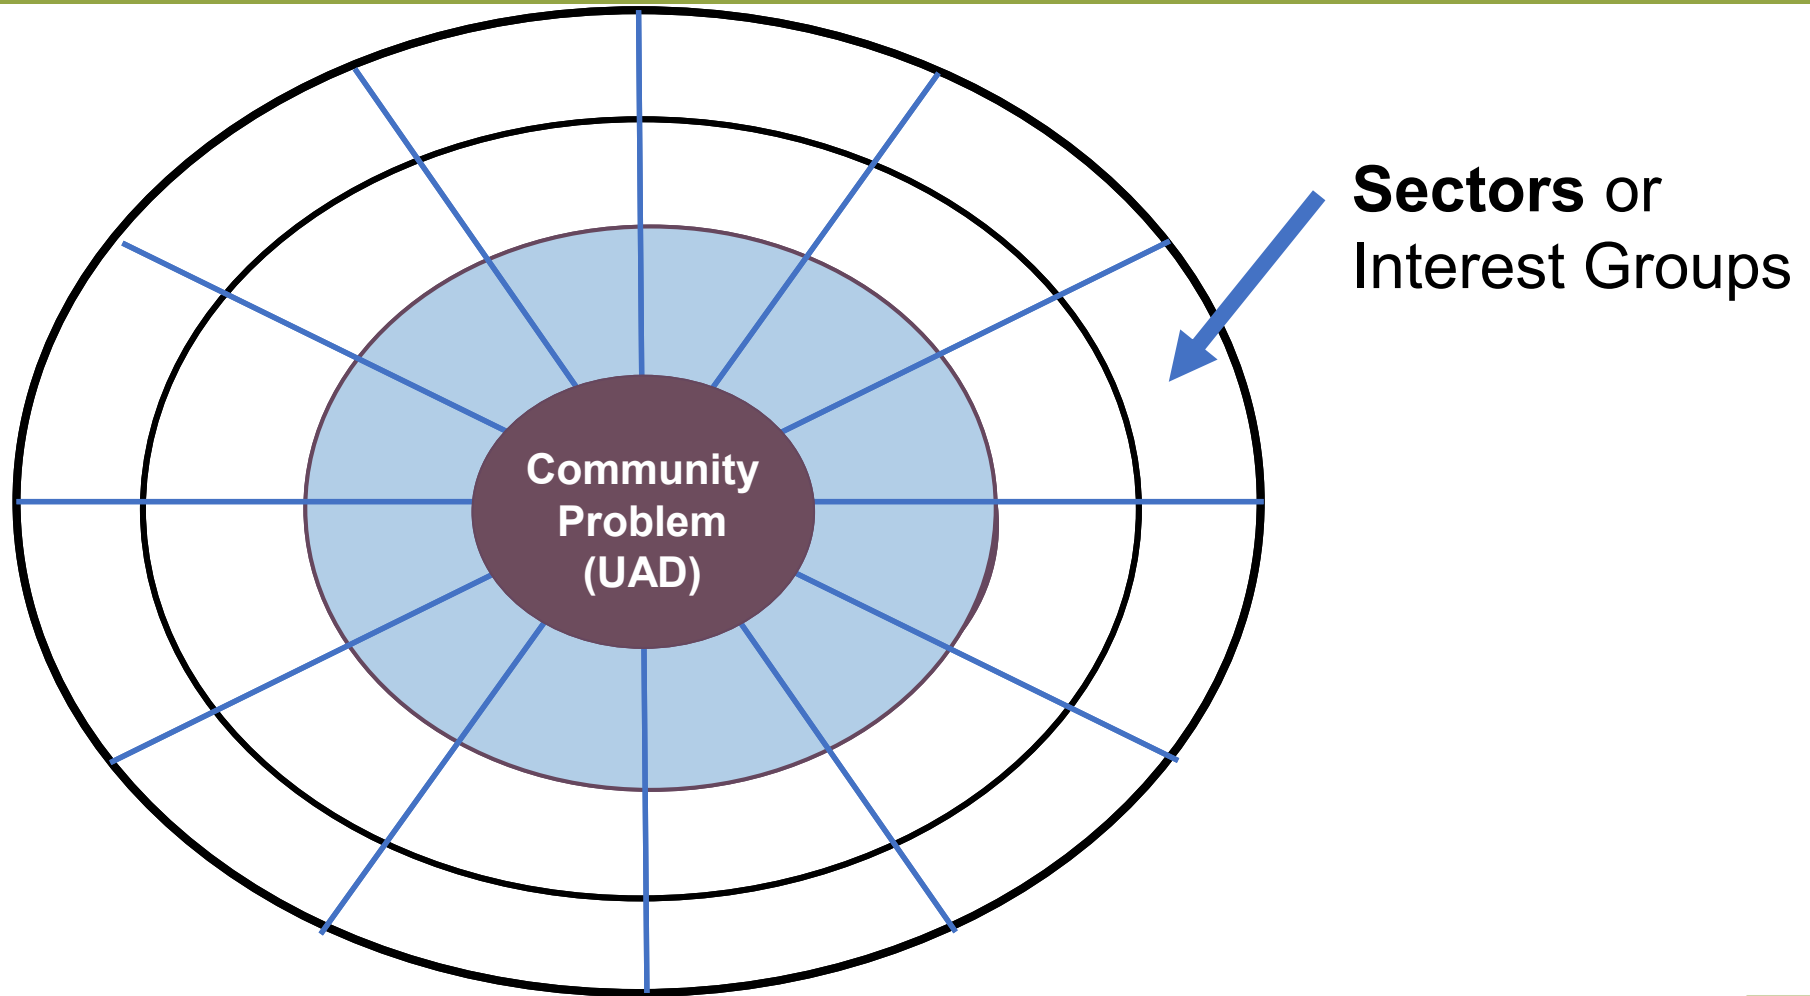 Sectors or
Interest Groups
Community
Problem
(UAD)